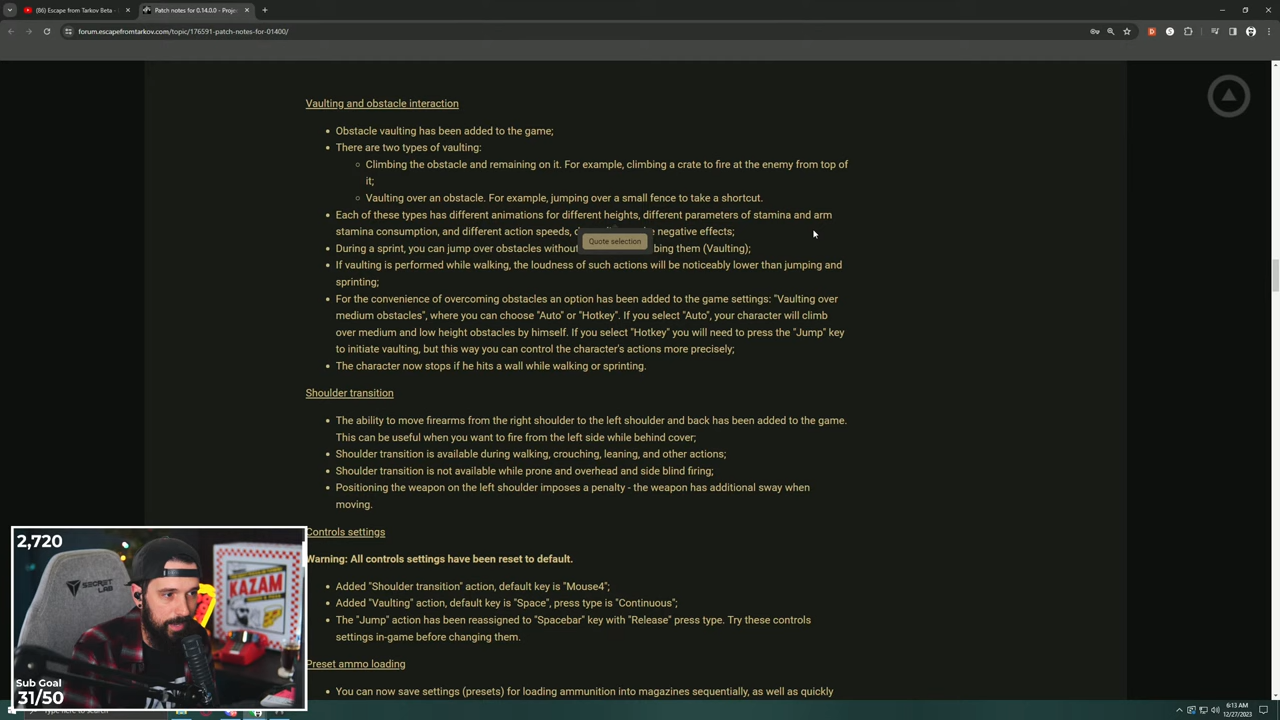 (86) Escape from Tarkov Beta -
Patch notes for 0.14.0.0 - Proje
forum.escapefromtarkov.com/topic/176591-patch-notes-for-01400/
Vaulting and obstacle interaction
Obstacle vaulting has been added to the game;
There are two types of vaulting:
Climbing the obstacle and remaining on it. For example, climbing a crate to fire at the enemy from top of
it;
Vaulting over an obstacle. For example, jumping over a small fence to take a shortcut.
Each of these types has different animations for different heights, different parameters of stamina and arm
stamina consumption, and different action speeds, negative effects;
Quote selection
During a sprint, you can jump over obstacles without bing them (Vaulting);
If vaulting is performed while walking, the loudness of such actions will be noticeably lower than jumping and
sprinting;
For the convenience of overcoming obstacles an option has been added to the game settings: "Vaulting over
medium obstacles", where you can choose "Auto" or "Hotkey". If you select "Auto", your character will climb
over medium and low height obstacles by himself. If you select "Hotkey" you will need to press the "Jump" key
to initiate vaulting, but this way you can control the character's actions more precisely;
The character now stops if he hits a wall while walking or sprinting.
Shoulder transition
The ability to move firearms from the right shoulder to the left shoulder and back has been added to the game.
This can be useful when you want to fire from the left side while behind cover;
Shoulder transition is available during walking, crouching, leaning, and other actions;
Shoulder transition is not available while prone and overhead and side blind firing;
Positioning the weapon on the left shoulder imposes a penalty - the weapon has additional sway when
moving.
Controls settings
Warning: All controls settings have been reset to default.
Added "Shoulder transition" action, default key is "Mouse4";
Added "Vaulting" action, default key is "Space", press type is "Continuous";
The "Jump" action has been reassigned to "Spacebar" key with "Release" press type. Try these controls
settings in-game before changing them.
Preset ammo loading
You can now save settings (presets) for loading ammunition into magazines sequentially, as well as quickly
2,720
SECRET LAB
KAZAM
Sub Goal
31/50
6:13 AM
12/27/2023